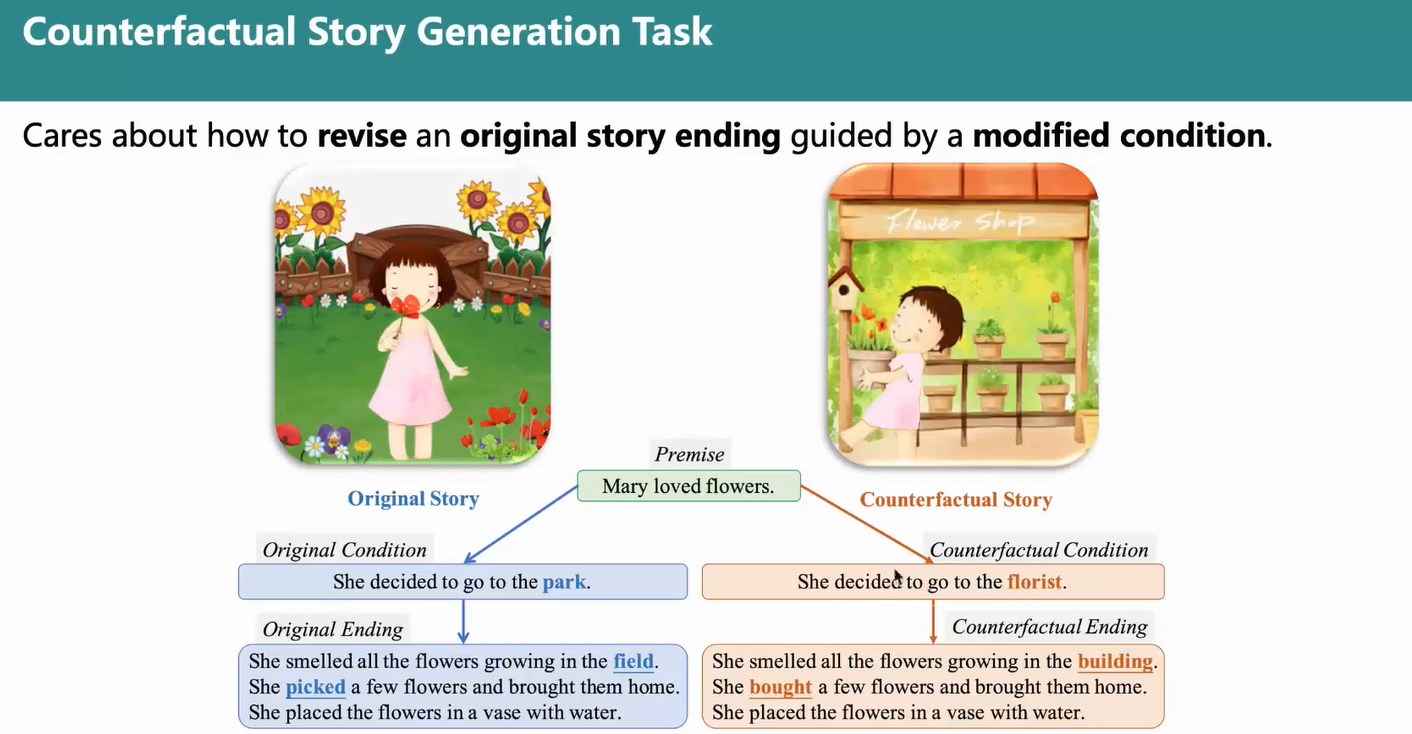 Counterfactual Story Generation Task
Cares about how to revise an original story ending guided by a modified condition.
Flower Shop
Premise
Mary loved flowers.
Original Story
Counterfactual Story
Original Condition
She decided to go to the park.
Counterfactual Condition
She decided to go to the florist.
Original Ending
She smelled all the flowers growing in the field.
She picked a few flowers and brought them home.
She placed the flowers in a vase with water.
Counterfactual Ending
She smelled all the flowers growing in the building.
She bought a few flowers and brought them home.
She placed the flowers in a vase with water.